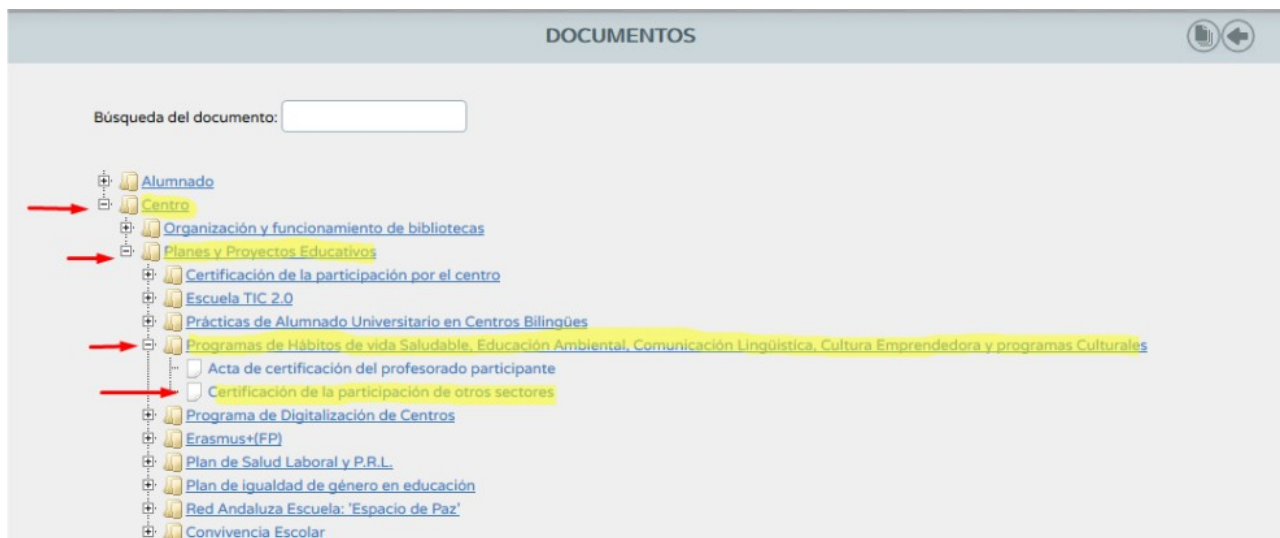 DOCUMENTOS
Búsqueda del documento:
Alumnado
Centro
Organización y funcionamiento de bibliotecas
Planes y Proyectos Educativos
Certificación de la participación por el centro
Escuela TIC 2.0
Prácticas de Alumnado Universitario en Centros Bilingües
Programas de Hábitos de vida Saludable, Educación Ambiental, Comunicación Lingüistica, Cultura Emprendedora y programas Culturales
Acta de certificación del profesorado participante
Certificación de la participación de otros sectores
Programa de Digitalización de Centros
Erasmus+(FP)
Plan de Salud Laboral y P.R.L.
Plan de igualdad de género en educación
Red Andaluza Escuela: 'Espacio de Paz'
Convivencia Escolar